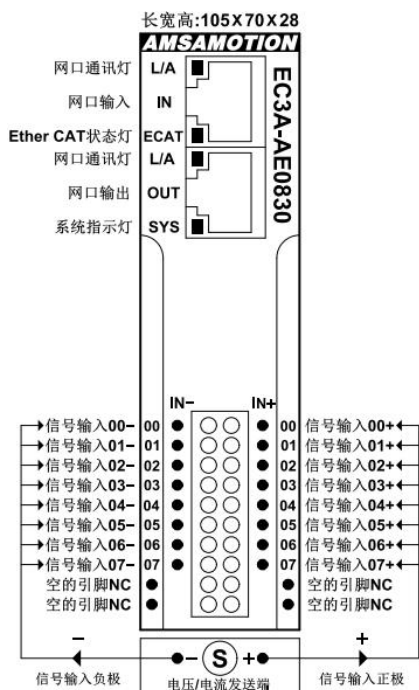 长宽高:105X70X28
AMSAMOTION
网口通讯灯 L/A
网口输入 IN
Ether CAT状态灯 ECAT
网口通讯灯 L/A
网口输出 OUT
系统指示灯 SYS
EC3A-AE0830
IN- IN+
信号输入00- 00 00 信号输入00+
信号输入01- 01 01 信号输入01+
信号输入02- 02 02 信号输入02+
信号输入03- 03 03 信号输入03+
信号输入04- 04 04 信号输入04+
信号输入05- 05 05 信号输入05+
信号输入06- 06 06 信号输入06+
信号输入07- 07 07 信号输入07+
空的引脚NC 空的引脚NC
空的引脚NC 空的引脚NC
- - S + +
信号输入负极 电压/电流发送端 信号输入正极